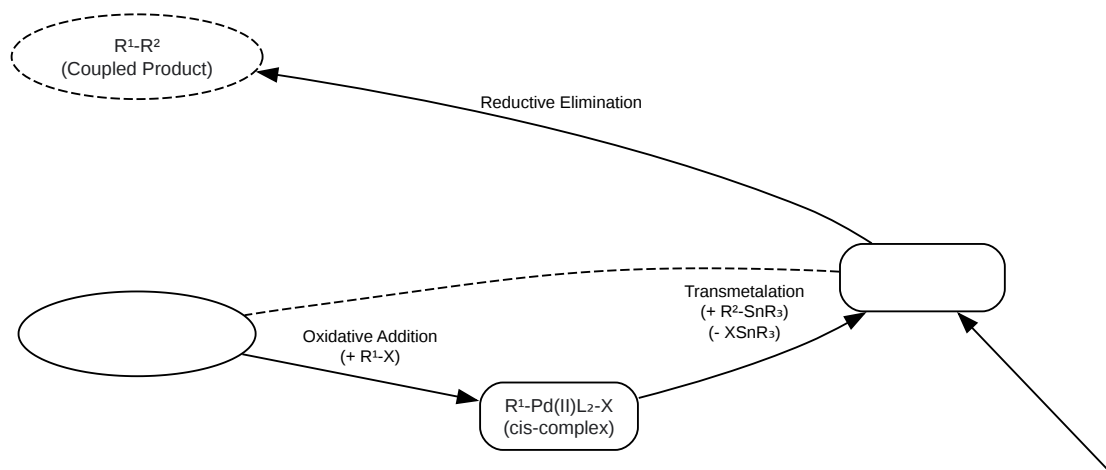 R¹-R²
(Coupled Product)
Reductive Elimination
Transmetalation
(+ R²-SnR₃)
(- XSnR₃)
Oxidative Addition
(+ R¹-X)
R¹-Pd(II)L₂-X
(cis-complex)